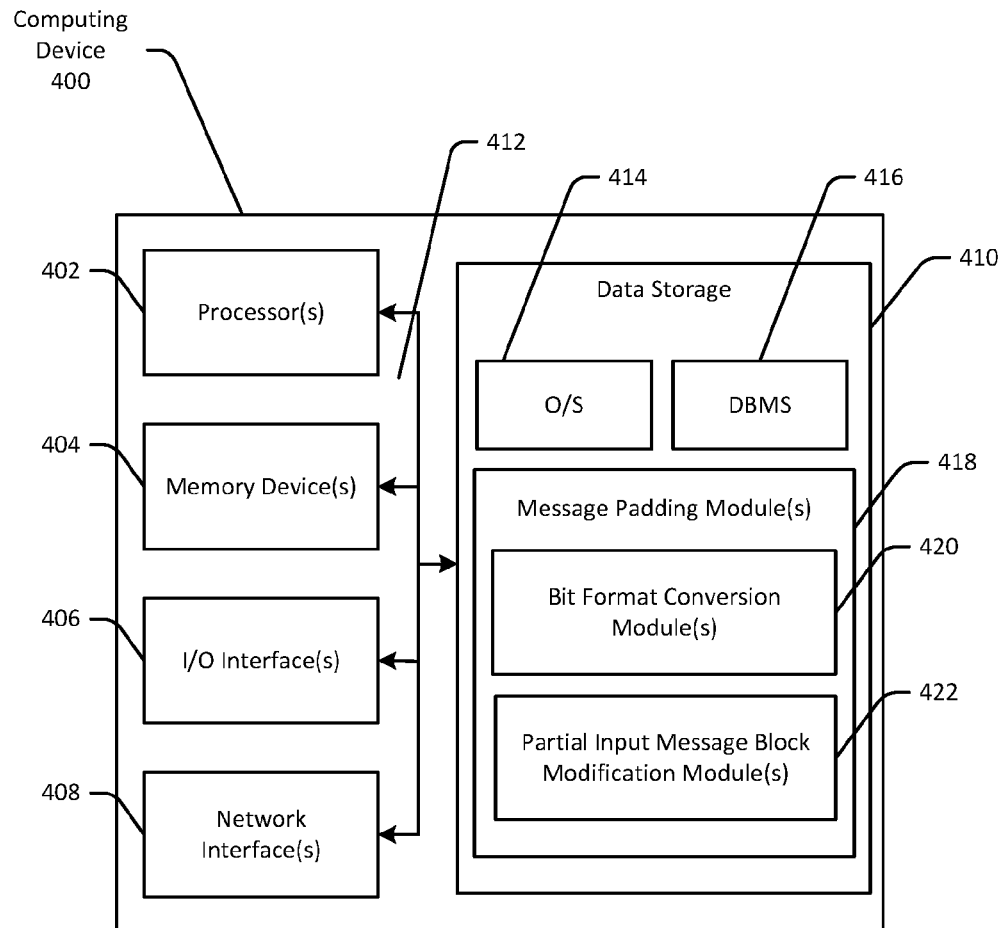 Computing
Device
400
412
414
416
410
402
Processor(s)
Data Storage
O/S
DBMS
404
Memory Device(s)
418
Message Padding Module(s)
420
Bit Format Conversion
Module(s)
406
I/O Interface(s)
422
Partial Input Message Block
Modification Module(s)
408
Network
Interface(s)